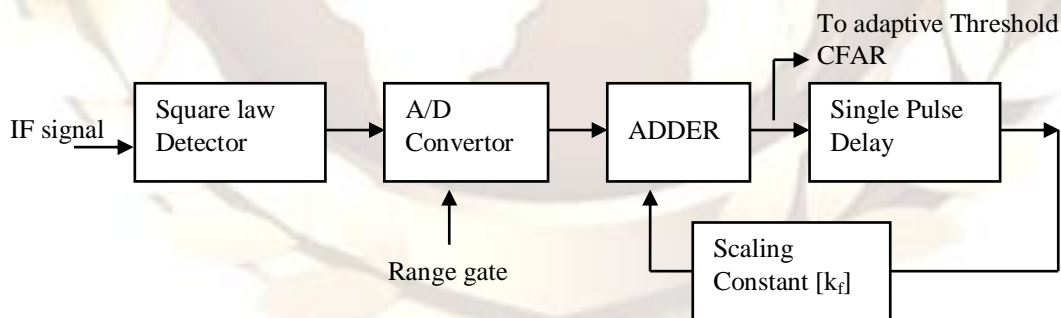 To adaptive Threshold
CFAR
IF signal
Square law
Detector
A/D
Convertor
ADDER
Single Pulse
Delay
Range gate
Scaling
Constant [kf]